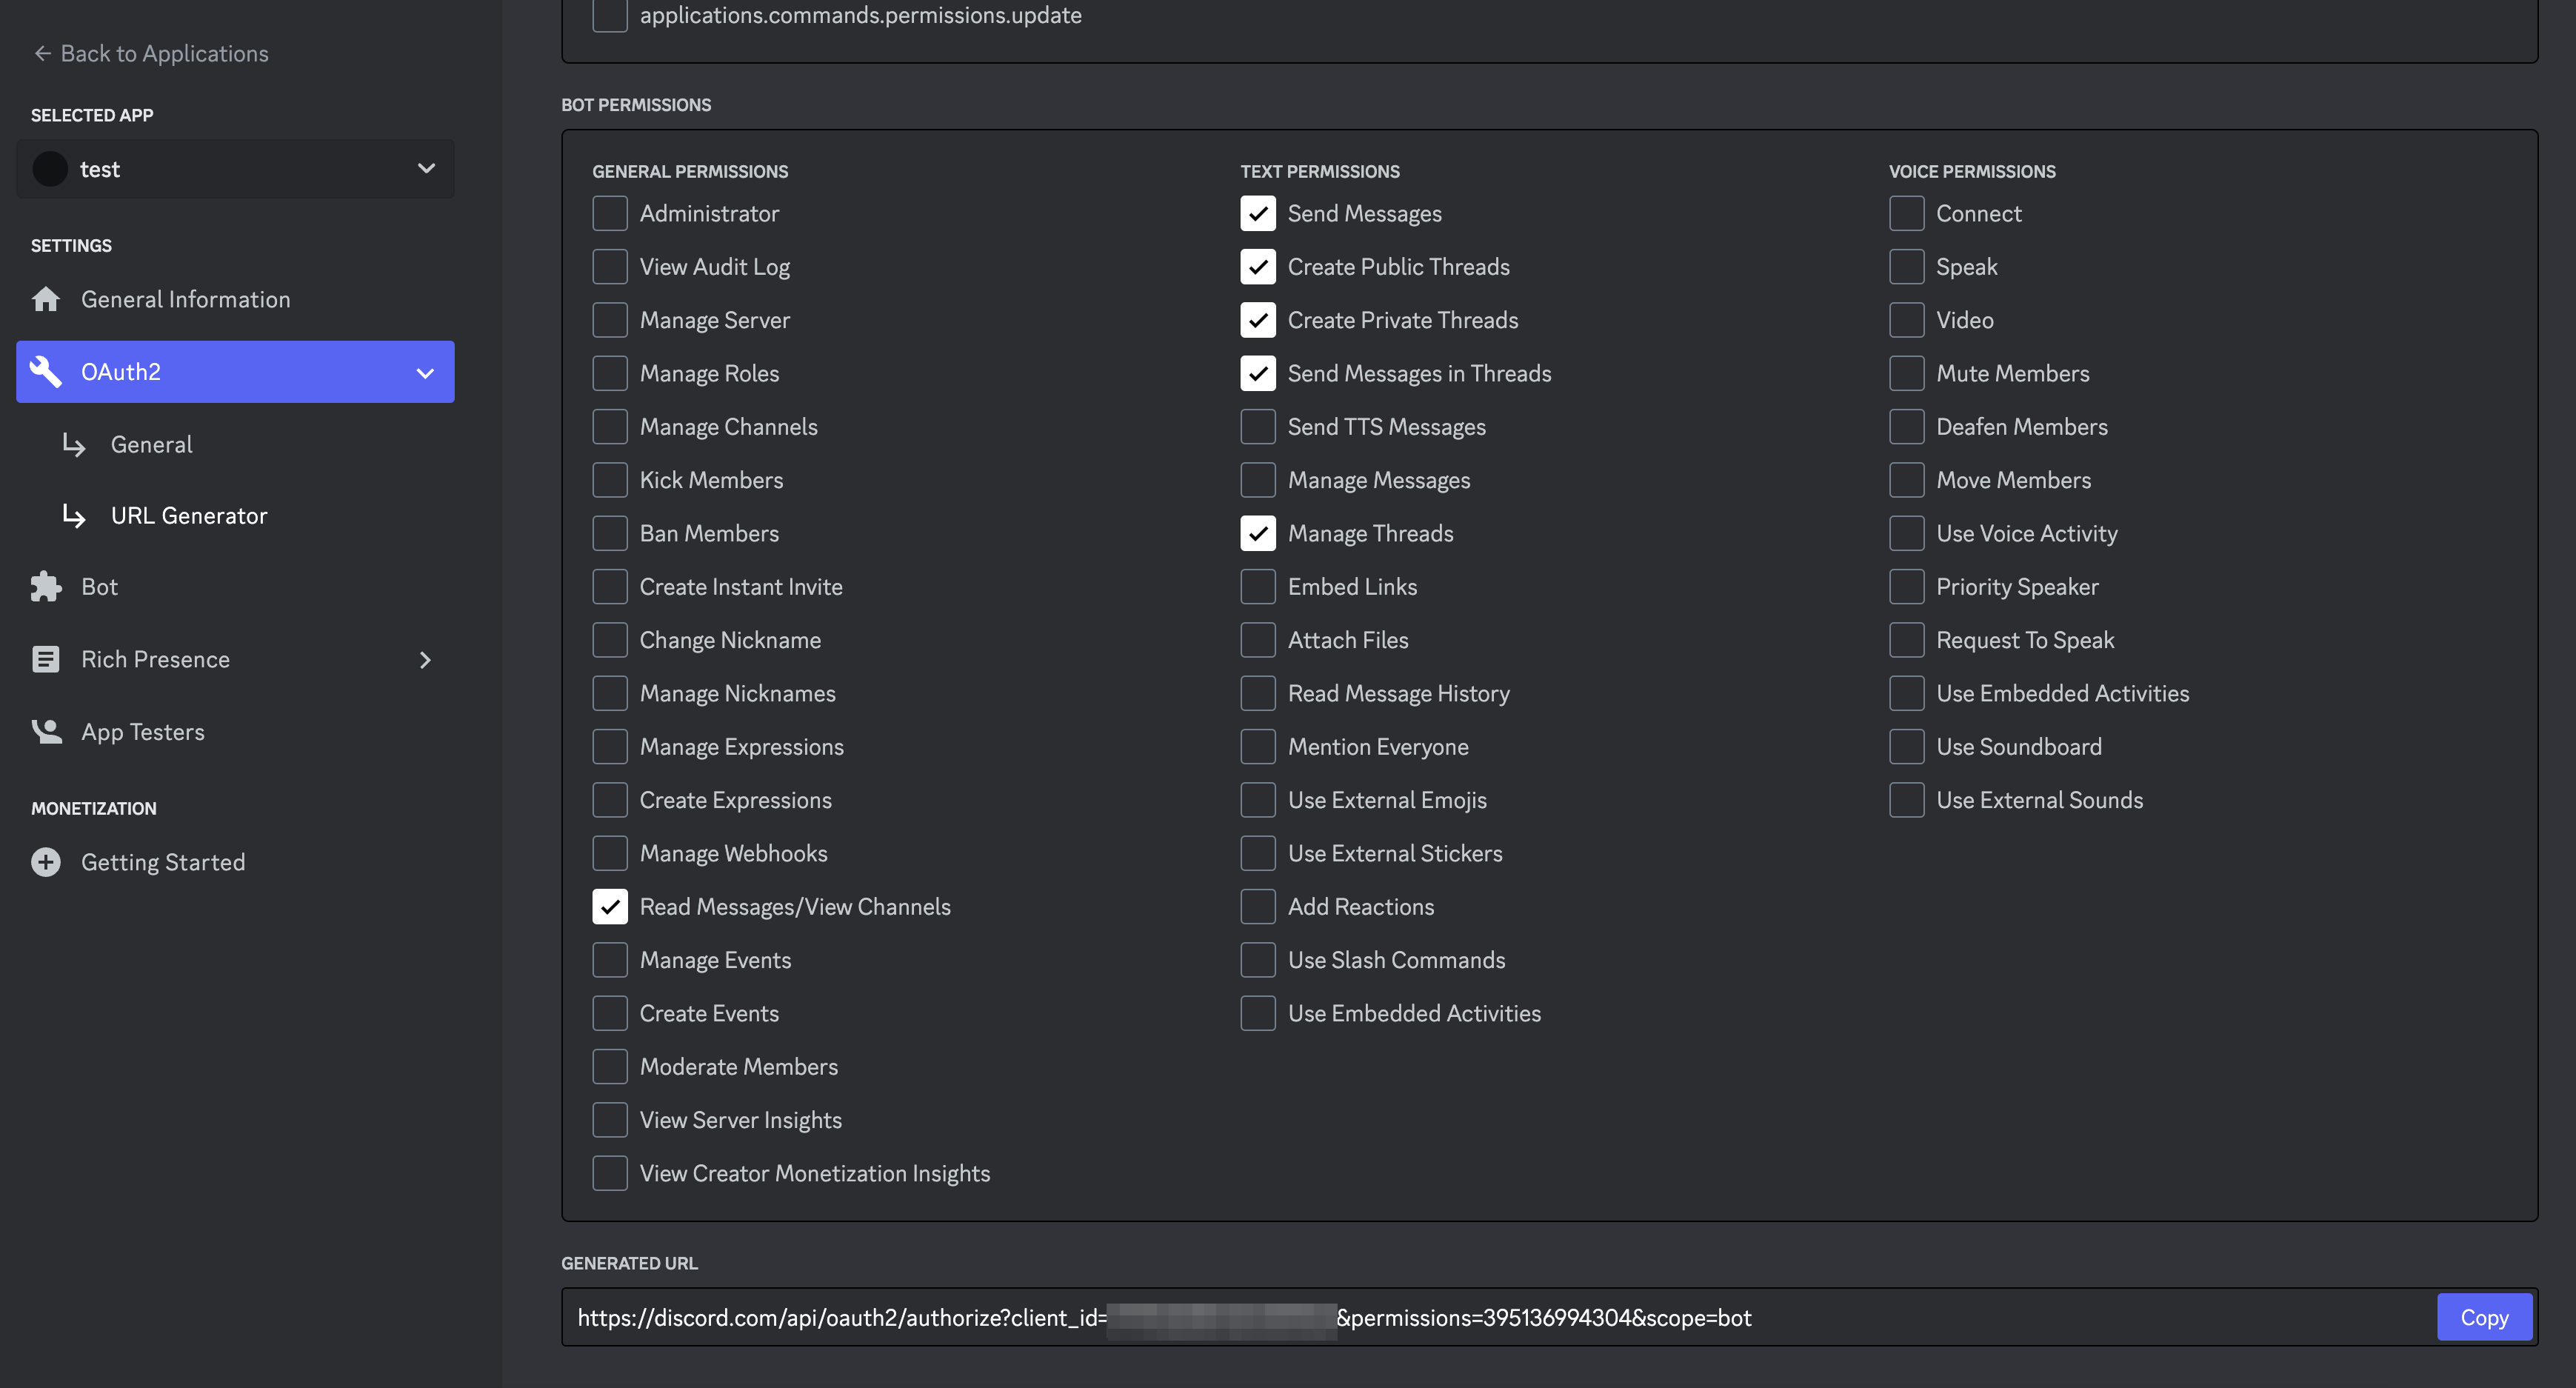 Back to Applications
SELECTED APP
test
SETTINGS
General Information
OAuth2
General
URL Generator
Bot
Rich Presence
App Testers
MONETIZATION
Getting Started
applications.commands.permissions.update
BOT PERMISSIONS
GENERAL PERMISSIONS
Administrator
View Audit Log
Manage Server
Manage Roles
Manage Channels
Kick Members
Ban Members
Create Instant Invite
Change Nickname
Manage Nicknames
Manage Expressions
Create Expressions
Manage Webhooks
Read Messages/View Channels
Manage Events
Create Events
Moderate Members
View Server Insights
View Creator Monetization Insights
TEXT PERMISSIONS
Send Messages
Create Public Threads
Create Private Threads
Send Messages in Threads
Send TTS Messages
Manage Messages
Manage Threads
Embed Links
Attach Files
Read Message History
Mention Everyone
Use External Emojis
Use External Stickers
Add Reactions
Use Slash Commands
Use Embedded Activities
VOICE PERMISSIONS
Connect
Speak
Video
Mute Members
Deafen Members
Move Members
Use Voice Activity
Priority Speaker
Request To Speak
Use Embedded Activities
Use Soundboard
Use External Sounds
GENERATED URL
https://discord.com/api/oauth2/authorize?client_id= &permissions=395136994304&scope=bot
Copy